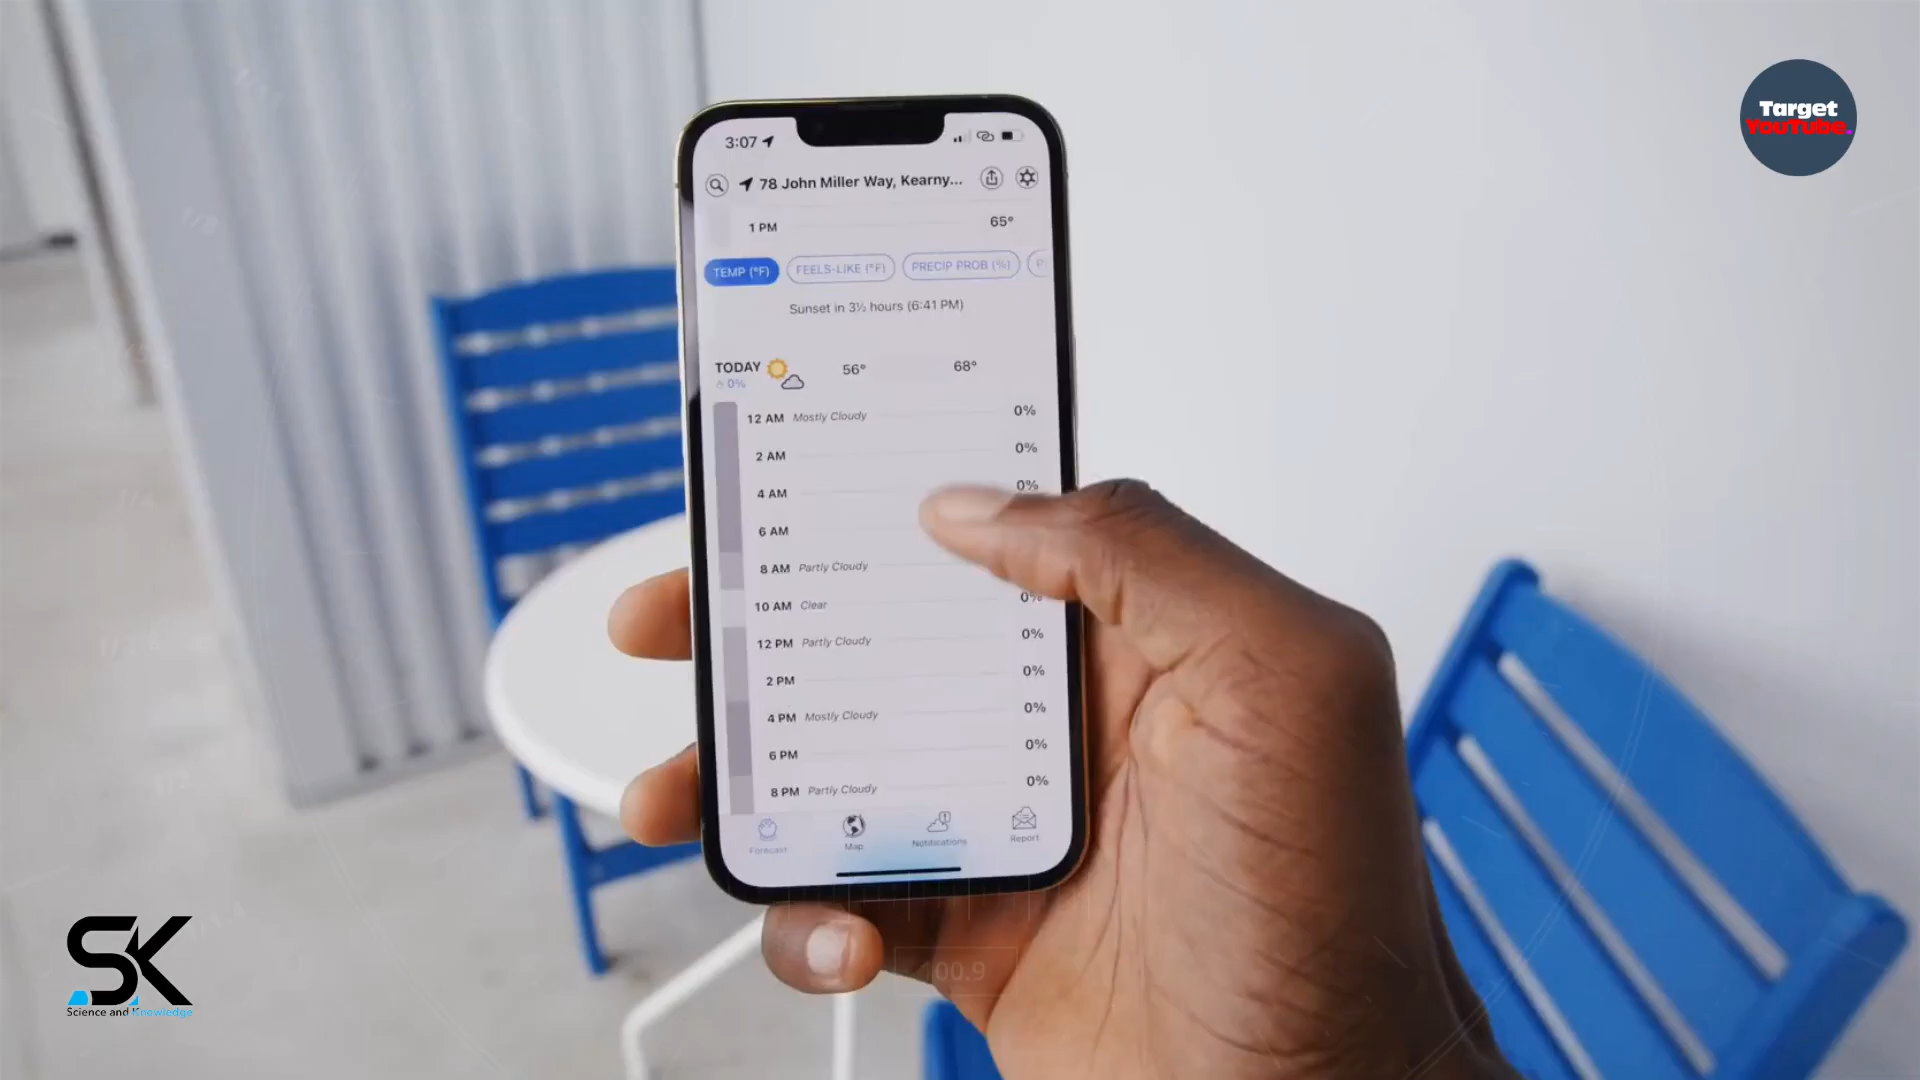 Target
YouTube.
3:07
78 John Miller Way, Kearny...
1 PM 65°
TEMP (°F) FEELS-LIKE (°F) PRECIP PROB (%) P
Sunset in 3½ hours (6:41 PM)
TODAY 56° 68°
0%
12 AM Mostly Cloudy 0%
2 AM 0%
4 AM 0%
6 AM
8 AM Partly Cloudy
10 AM Clear 0%
12 PM Partly Cloudy 0%
2 PM 0%
4 PM Mostly Cloudy 0%
6 PM 0%
8 PM Partly Cloudy 0%
Forecast Map Notifications Report
100.9
SK
Science and Knowledge